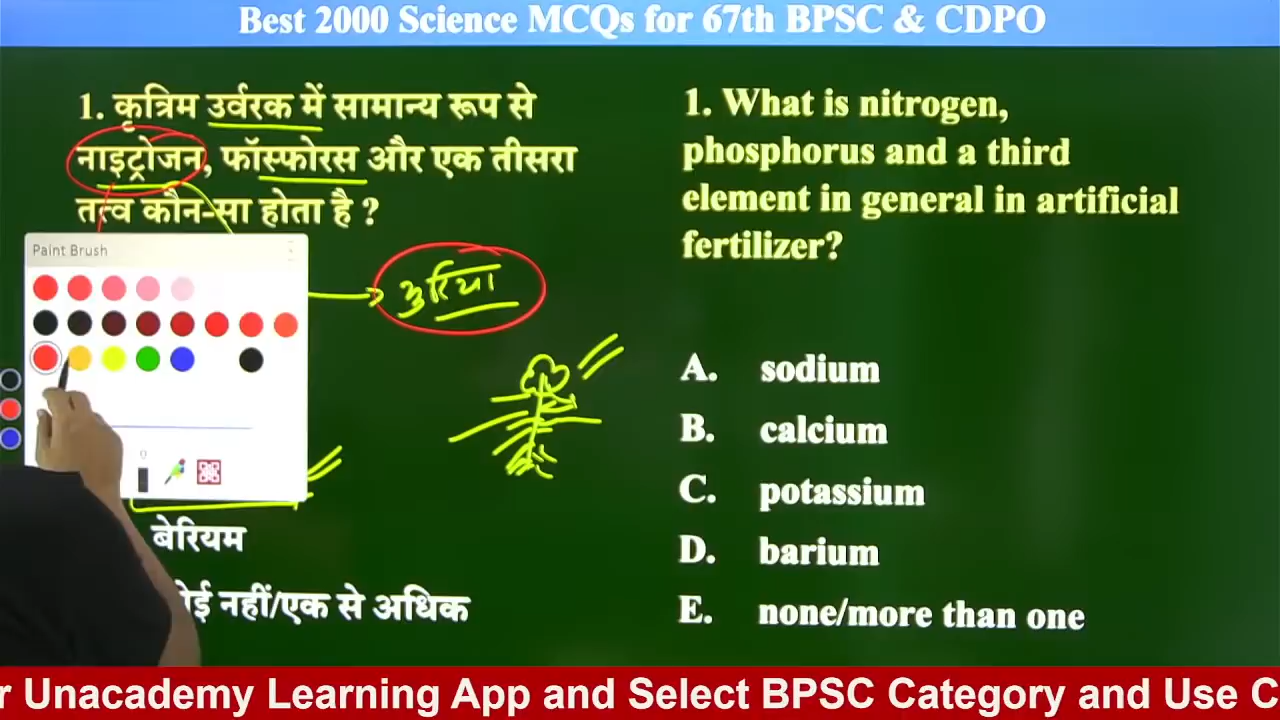 Best 2000 Science MCQs for 67th BPSC & CDPO
1. कृत्रिम उर्वरक में सामान्य रूप से
नाइट्रोजन, फॉस्फोरस और एक तीसरा
तत्व कौन-सा होता है ?
Paint Brush
युरिया
0
बेरियम
ोई नहीं/एक से अधिक
1. What is nitrogen,
phosphorus and a third
element in general in artificial
fertilizer?
A. sodium
B. calcium
C. potassium
D. barium
E. none/more than one
r Unacademy Learning App and Select BPSC Category and Use C